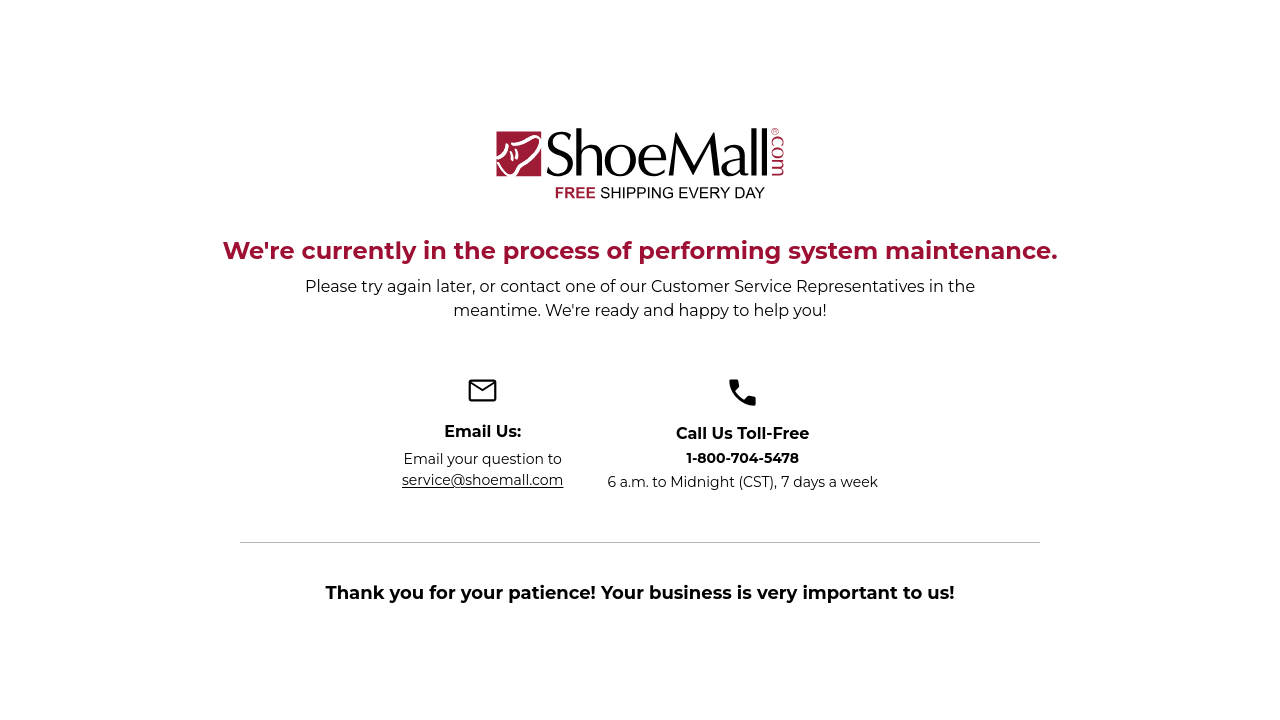 ShoeMall®.com
FREE SHIPPING EVERY DAY
We're currently in the process of performing system maintenance.
Please try again later, or contact one of our Customer Service Representatives in the
meantime. We're ready and happy to help you!
Email Us:
Email your question to
service@shoemall.com
Call Us Toll-Free
1-800-704-5478
6 a.m. to Midnight (CST), 7 days a week
Thank you for your patience! Your business is very important to us!